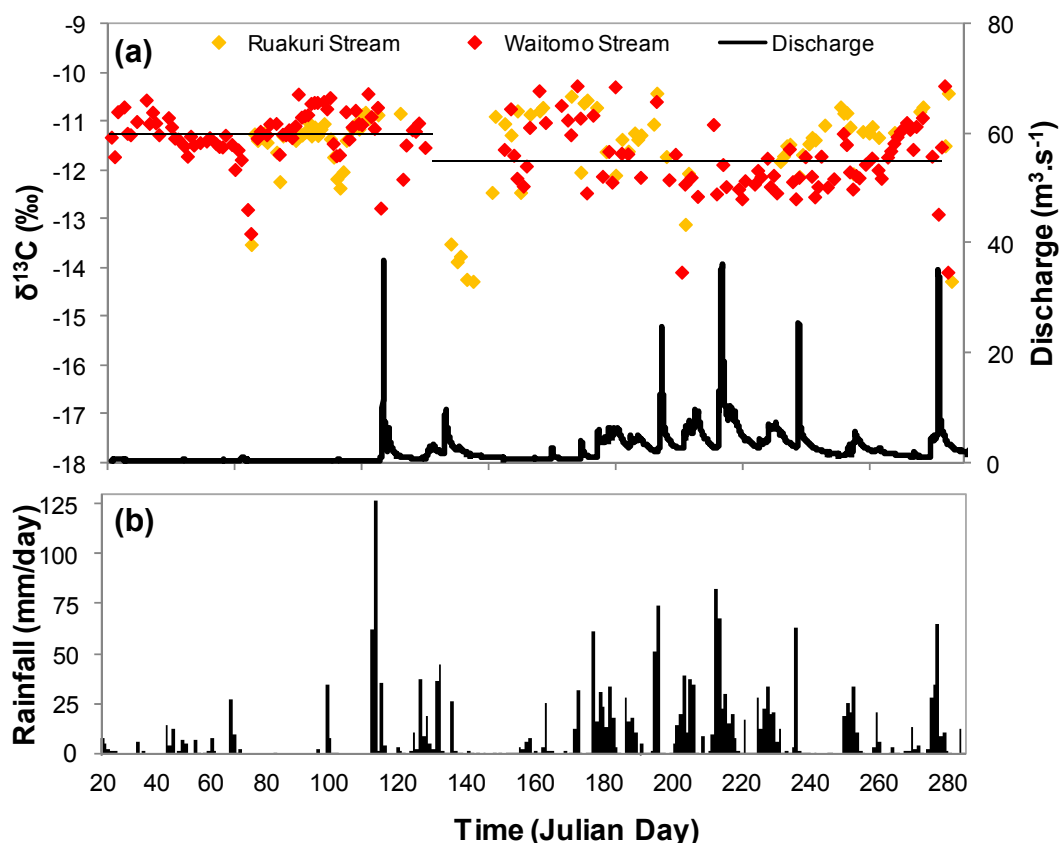 (a)
Ruakuri Stream
Waitomo Stream
Discharge
-9
-10
-11
-12
-13
-14
-15
-16
-17
-18
δ¹³C (‰)
80
60
40
20
0
Discharge (m³.s⁻¹)
(b)
125
100
75
50
25
0
Rainfall (mm/day)
20 40 60 80 100 120 140 160 180 200 220 240 260 280
Time (Julian Day)